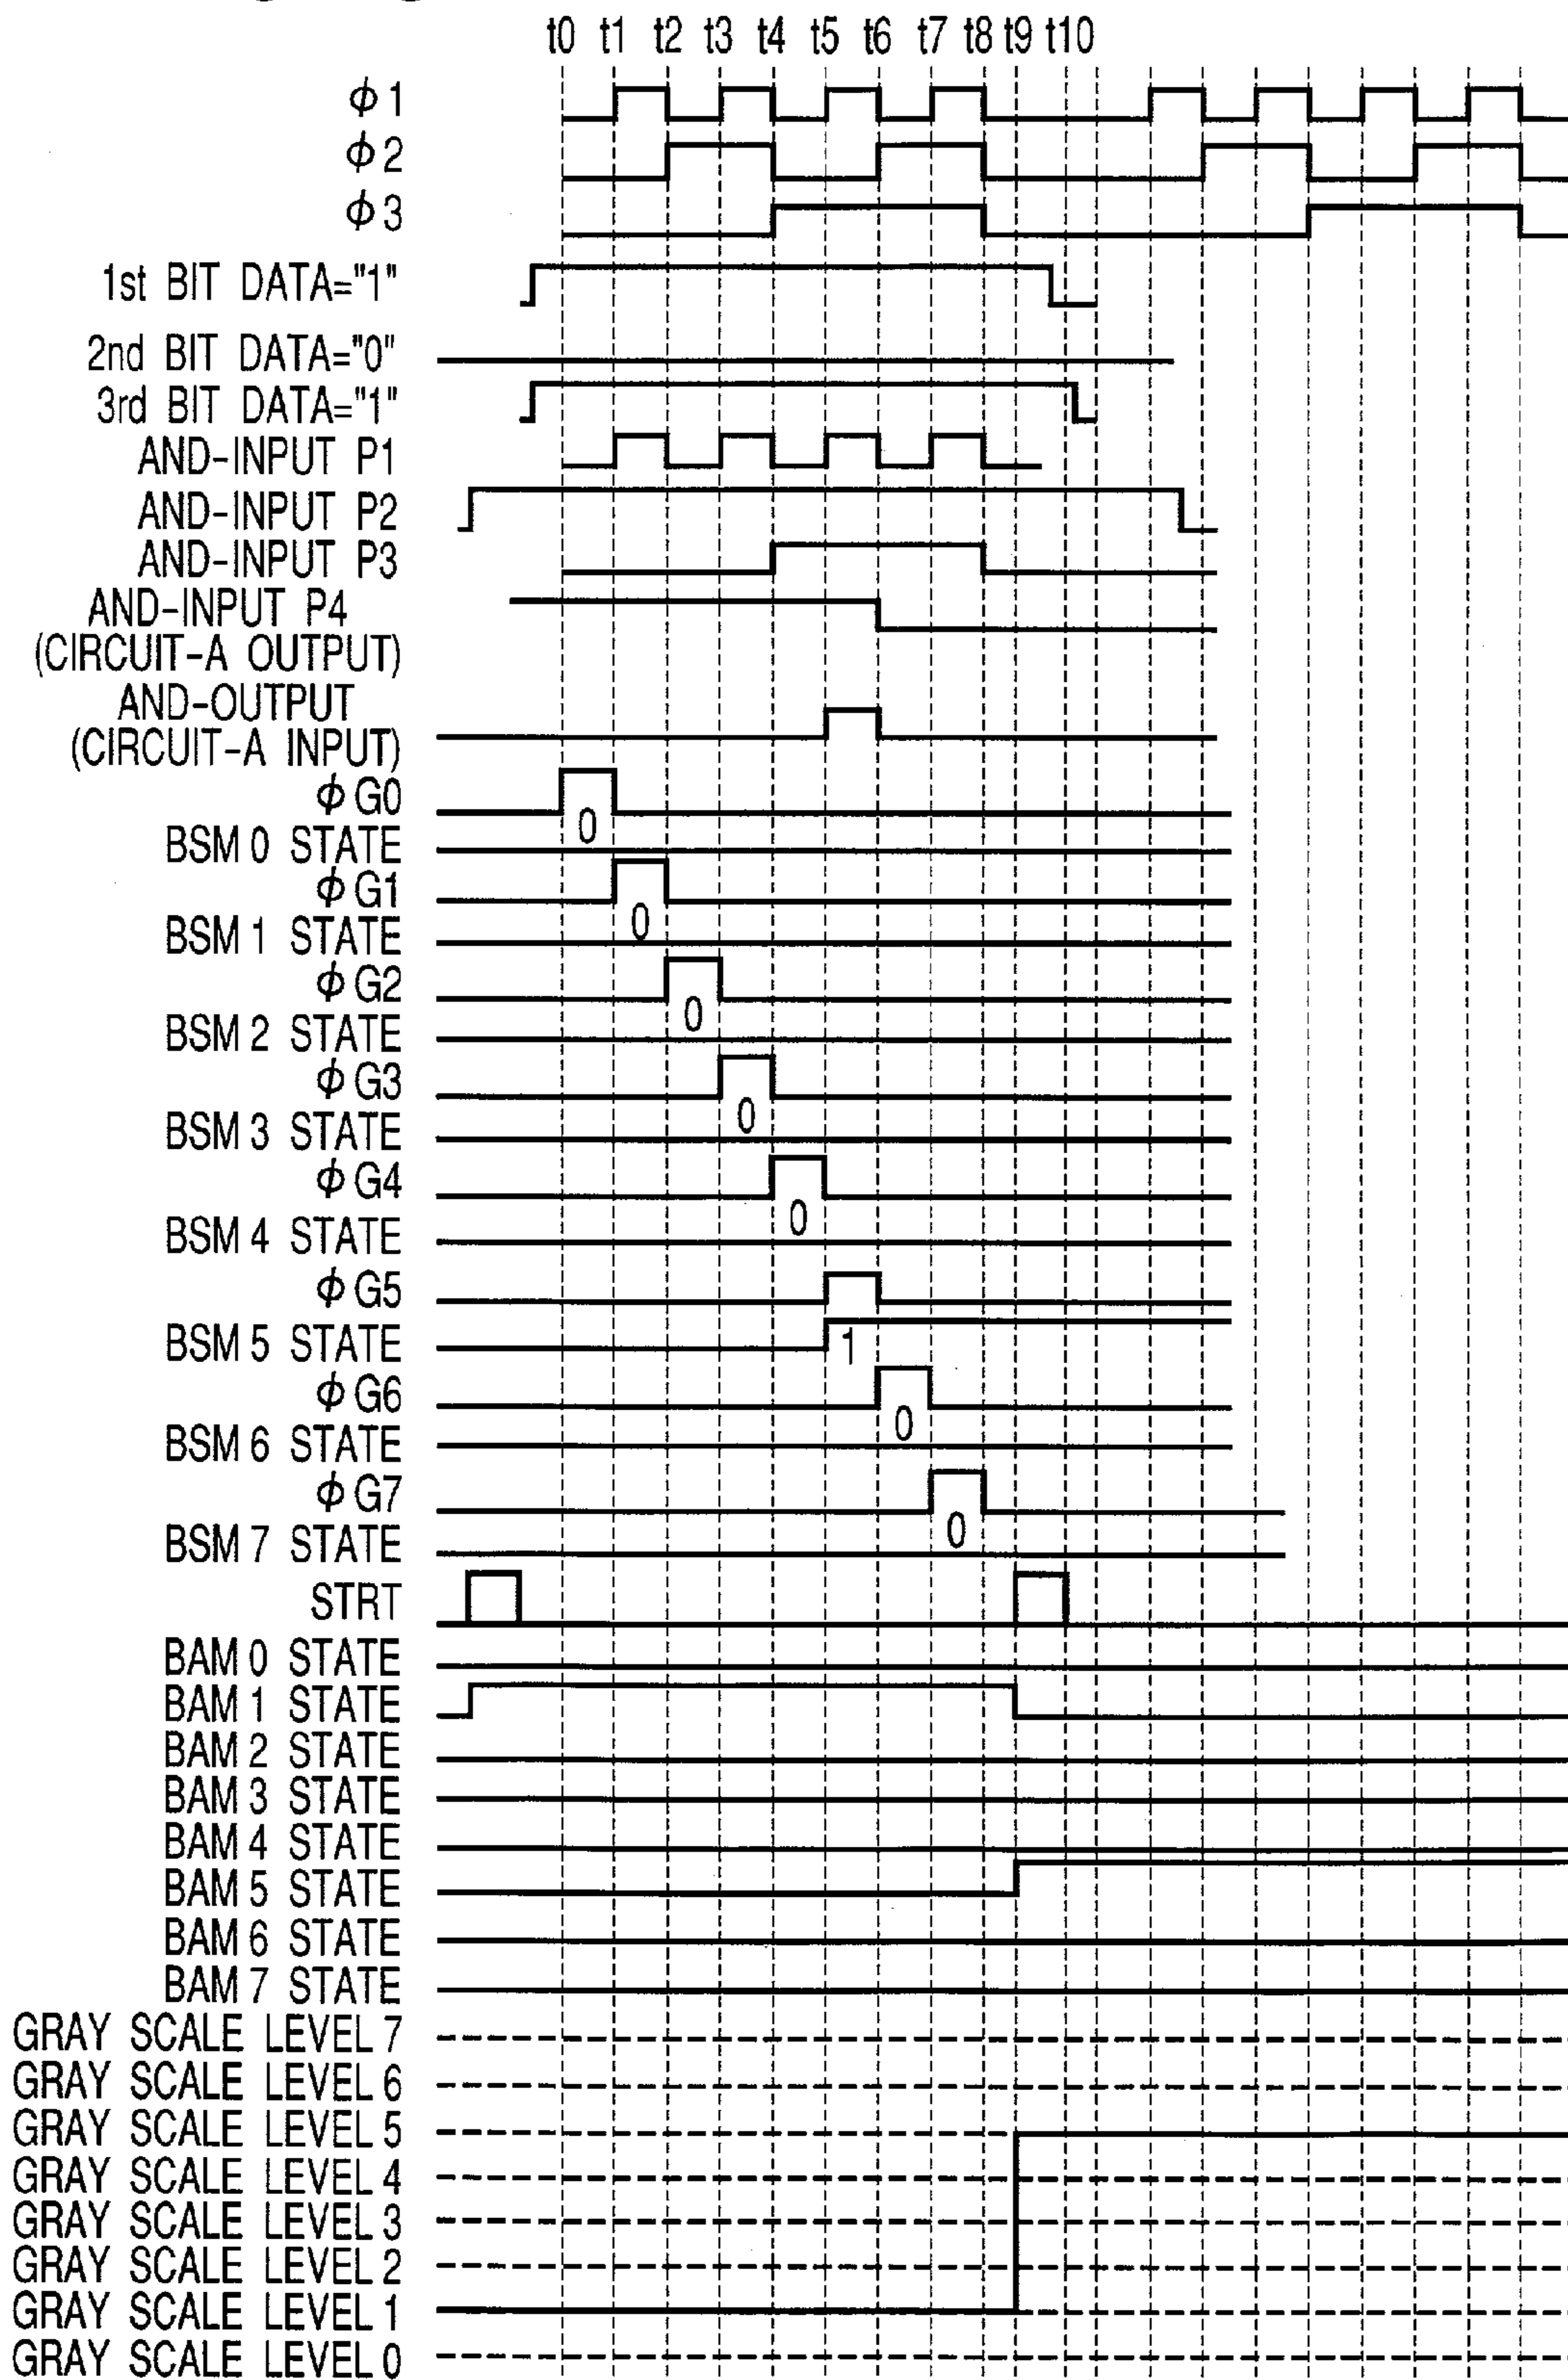 t0 t1 t2 t3 t4 t5 t6 t7 t8 t9 t10
ϕ1
ϕ2
ϕ3
1st BIT DATA="1"
2nd BIT DATA="0"
3rd BIT DATA="1"
AND-INPUT P1
AND-INPUT P2
AND-INPUT P3
AND-INPUT P4
(CIRCUIT-A OUTPUT)
AND-OUTPUT
(CIRCUIT-A INPUT)
ϕG0
0
BSM 0 STATE
ϕG1
0
BSM 1 STATE
ϕG2
0
BSM 2 STATE
ϕG3
0
BSM 3 STATE
ϕG4
0
BSM 4 STATE
ϕG5
BSM 5 STATE 1
ϕG6
0
BSM 6 STATE
ϕG7
0
BSM 7 STATE
STRT
BAM 0 STATE
BAM 1 STATE
BAM 2 STATE
BAM 3 STATE
BAM 4 STATE
BAM 5 STATE
BAM 6 STATE
BAM 7 STATE
GRAY SCALE LEVEL 7
GRAY SCALE LEVEL 6
GRAY SCALE LEVEL 5
GRAY SCALE LEVEL 4
GRAY SCALE LEVEL 3
GRAY SCALE LEVEL 2
GRAY SCALE LEVEL 1
GRAY SCALE LEVEL 0